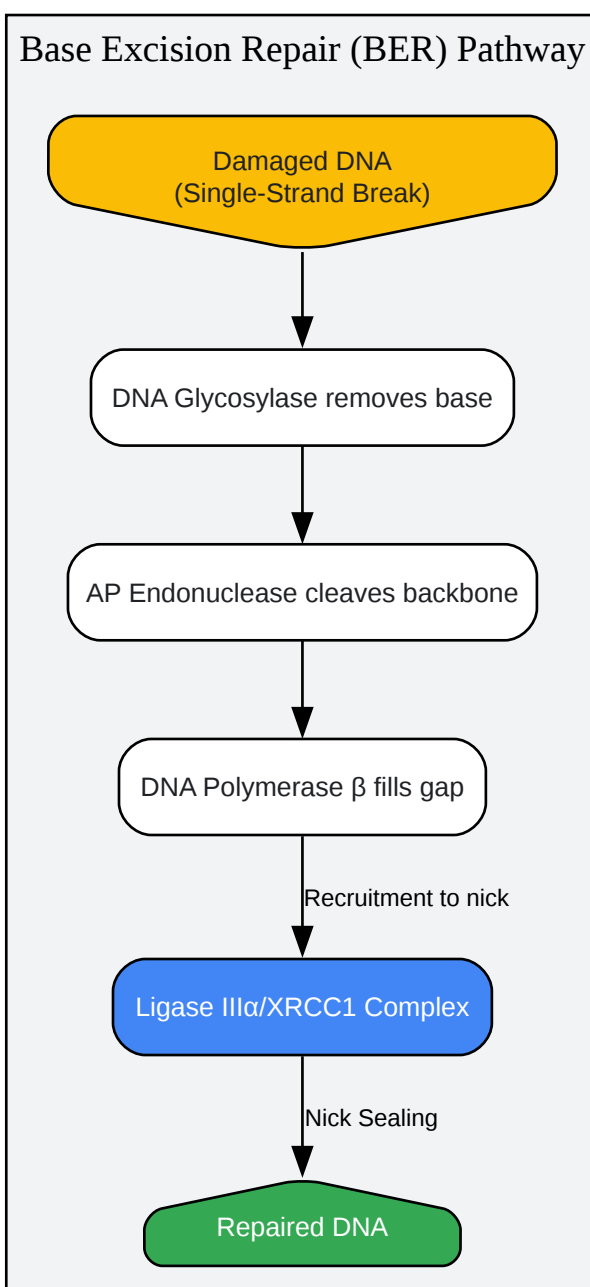 Base Excision Repair (BER) Pathway
Damaged DNA
(Single-Strand Break)
DNA Glycosylase removes base
AP Endonuclease cleaves backbone
DNA Polymerase β fills gap
Recruitment to nick
Ligase IIIα/XRCC1 Complex
Nick Sealing
Repaired DNA